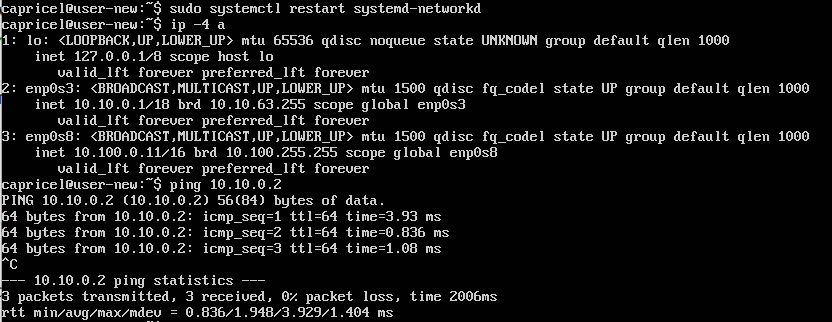 capricel@user-new:~$ sudo systemctl restart systemd-networkd
capricel@user-new:~$ ip -4 a
1: lo: <LOOPBACK,UP,LOWER_UP> mtu 65536 qdisc noqueue state UNKNOWN group default qlen 1000
    inet 127.0.0.1/8 scope host lo
       valid_lft forever preferred_lft forever
2: enp0s3: <BROADCAST,MULTICAST,UP,LOWER_UP> mtu 1500 qdisc fq_codel state UP group default qlen 1000
    inet 10.10.0.1/18 brd 10.10.63.255 scope global enp0s3
       valid_lft forever preferred_lft forever
3: enp0s8: <BROADCAST,MULTICAST,UP,LOWER_UP> mtu 1500 qdisc fq_codel state UP group default qlen 1000
    inet 10.100.0.11/16 brd 10.100.255.255 scope global enp0s8
       valid_lft forever preferred_lft forever
capricel@user-new:~$ ping 10.10.0.2
PING 10.10.0.2 (10.10.0.2) 56(84) bytes of data.
64 bytes from 10.10.0.2: icmp_seq=1 ttl=64 time=3.93 ms
64 bytes from 10.10.0.2: icmp_seq=2 ttl=64 time=0.836 ms
64 bytes from 10.10.0.2: icmp_seq=3 ttl=64 time=1.08 ms
^C
--- 10.10.0.2 ping statistics ---
3 packets transmitted, 3 received, 0% packet loss, time 2006ms
rtt min/avg/max/mdev = 0.836/1.948/3.929/1.404 ms